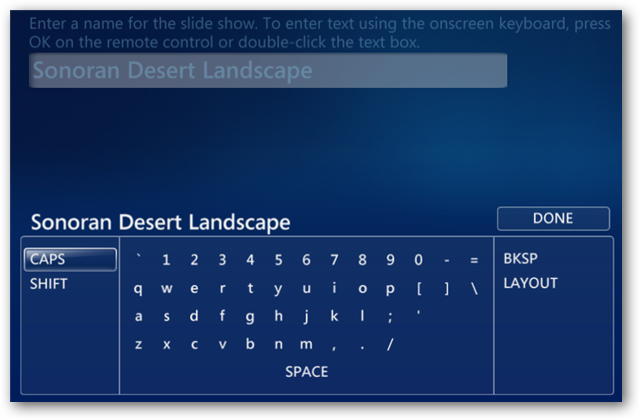 Enter a name for the slide show. To enter text using the onscreen keyboard, press
OK on the remote control or double-click the text box.
Sonoran Desert Landscape
Sonoran Desert Landscape
DONE
CAPS
SHIFT
` 1 2 3 4 5 6 7 8 9 0 - =
q w e r t y u i o p [ ] \
a s d f g h j k l ; '
z x c v b n m , . /
SPACE
BKSP
LAYOUT